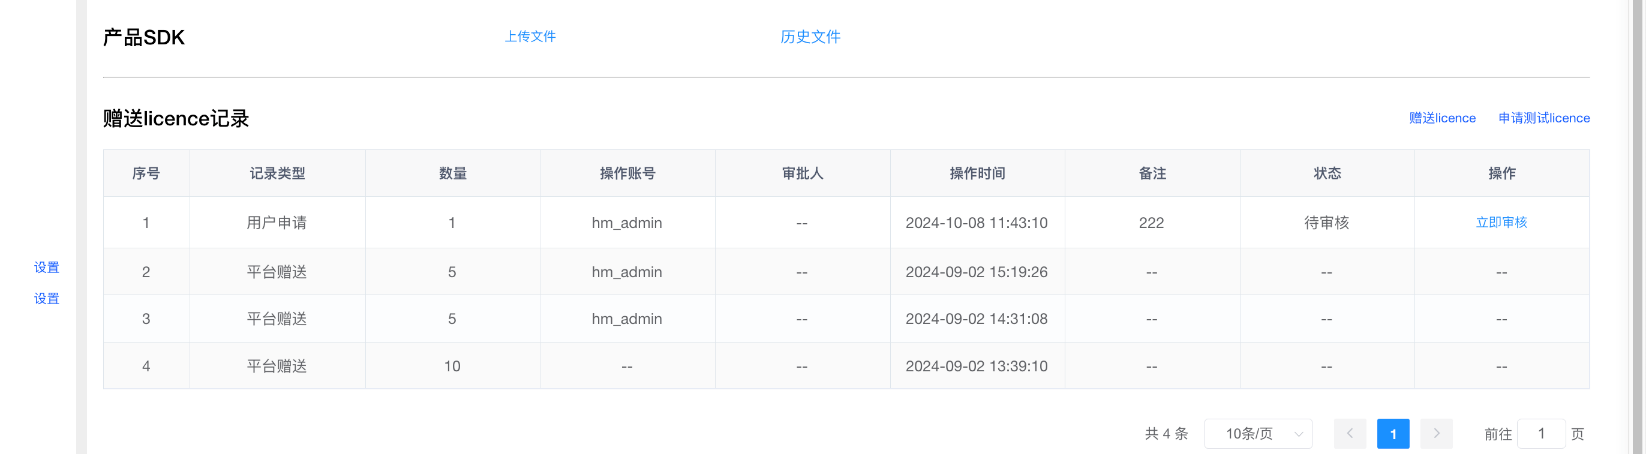 产品SDK 上传文件 历史文件
赠送licence记录 赠送licence 申请测试licence
序号 记录类型 数量 操作账号 审批人 操作时间 备注 状态 操作
1 用户申请 1 hm_admin -- 2024-10-08 11:43:10 222 待审核 立即审核
设置
2 平台赠送 5 hm_admin -- 2024-09-02 15:19:26 -- -- --
设置
3 平台赠送 5 hm_admin -- 2024-09-02 14:31:08 -- -- --
4 平台赠送 10 -- -- 2024-09-02 13:39:10 -- -- --
共 4 条 10条/页 1 前往 1 页